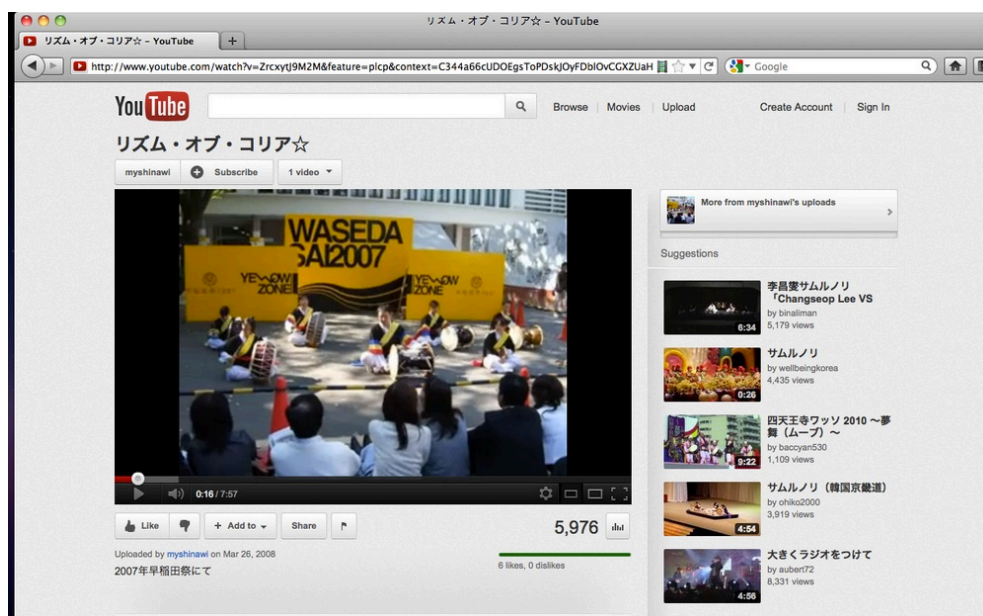 リズム・オブ・コリア☆ - YouTube
リズム・オブ・コリア☆ - YouTube
http://www.youtube.com/watch?v=ZrcxytJ9M2M&feature=plcp&context=C344a66cUDOEgsToPDskJOyFDblOvCGXZUaH
Google
YouTube
Browse
Movies
Upload
Create Account
Sign In
リズム・オブ・コリア☆
myshinawi
Subscribe
1 video
WASEDA
SAI2007
YELLOW
ZONE
YELLOW
ZONE
0:16 / 7:57
Like
+ Add to
Share
5,976
Uploaded by myshinawi on Mar 26, 2008
2007年早稲田祭にて
6 likes, 0 dislikes
More from myshinawi's uploads
Suggestions
6:34
李昌燮サムルノリ
「Changseop Lee VS
by binaliman
5,179 views
0:26
サムルノリ
by wellbeingkorea
4,435 views
9:22
四天王寺ワッソ 2010 ～夢
舞（ムーブ）～
by baccyan530
1,109 views
4:54
サムルノリ（韓国京畿道）
by ohiko2000
3,919 views
4:56
大きくラジオをつけて
by aubert72
8,331 views